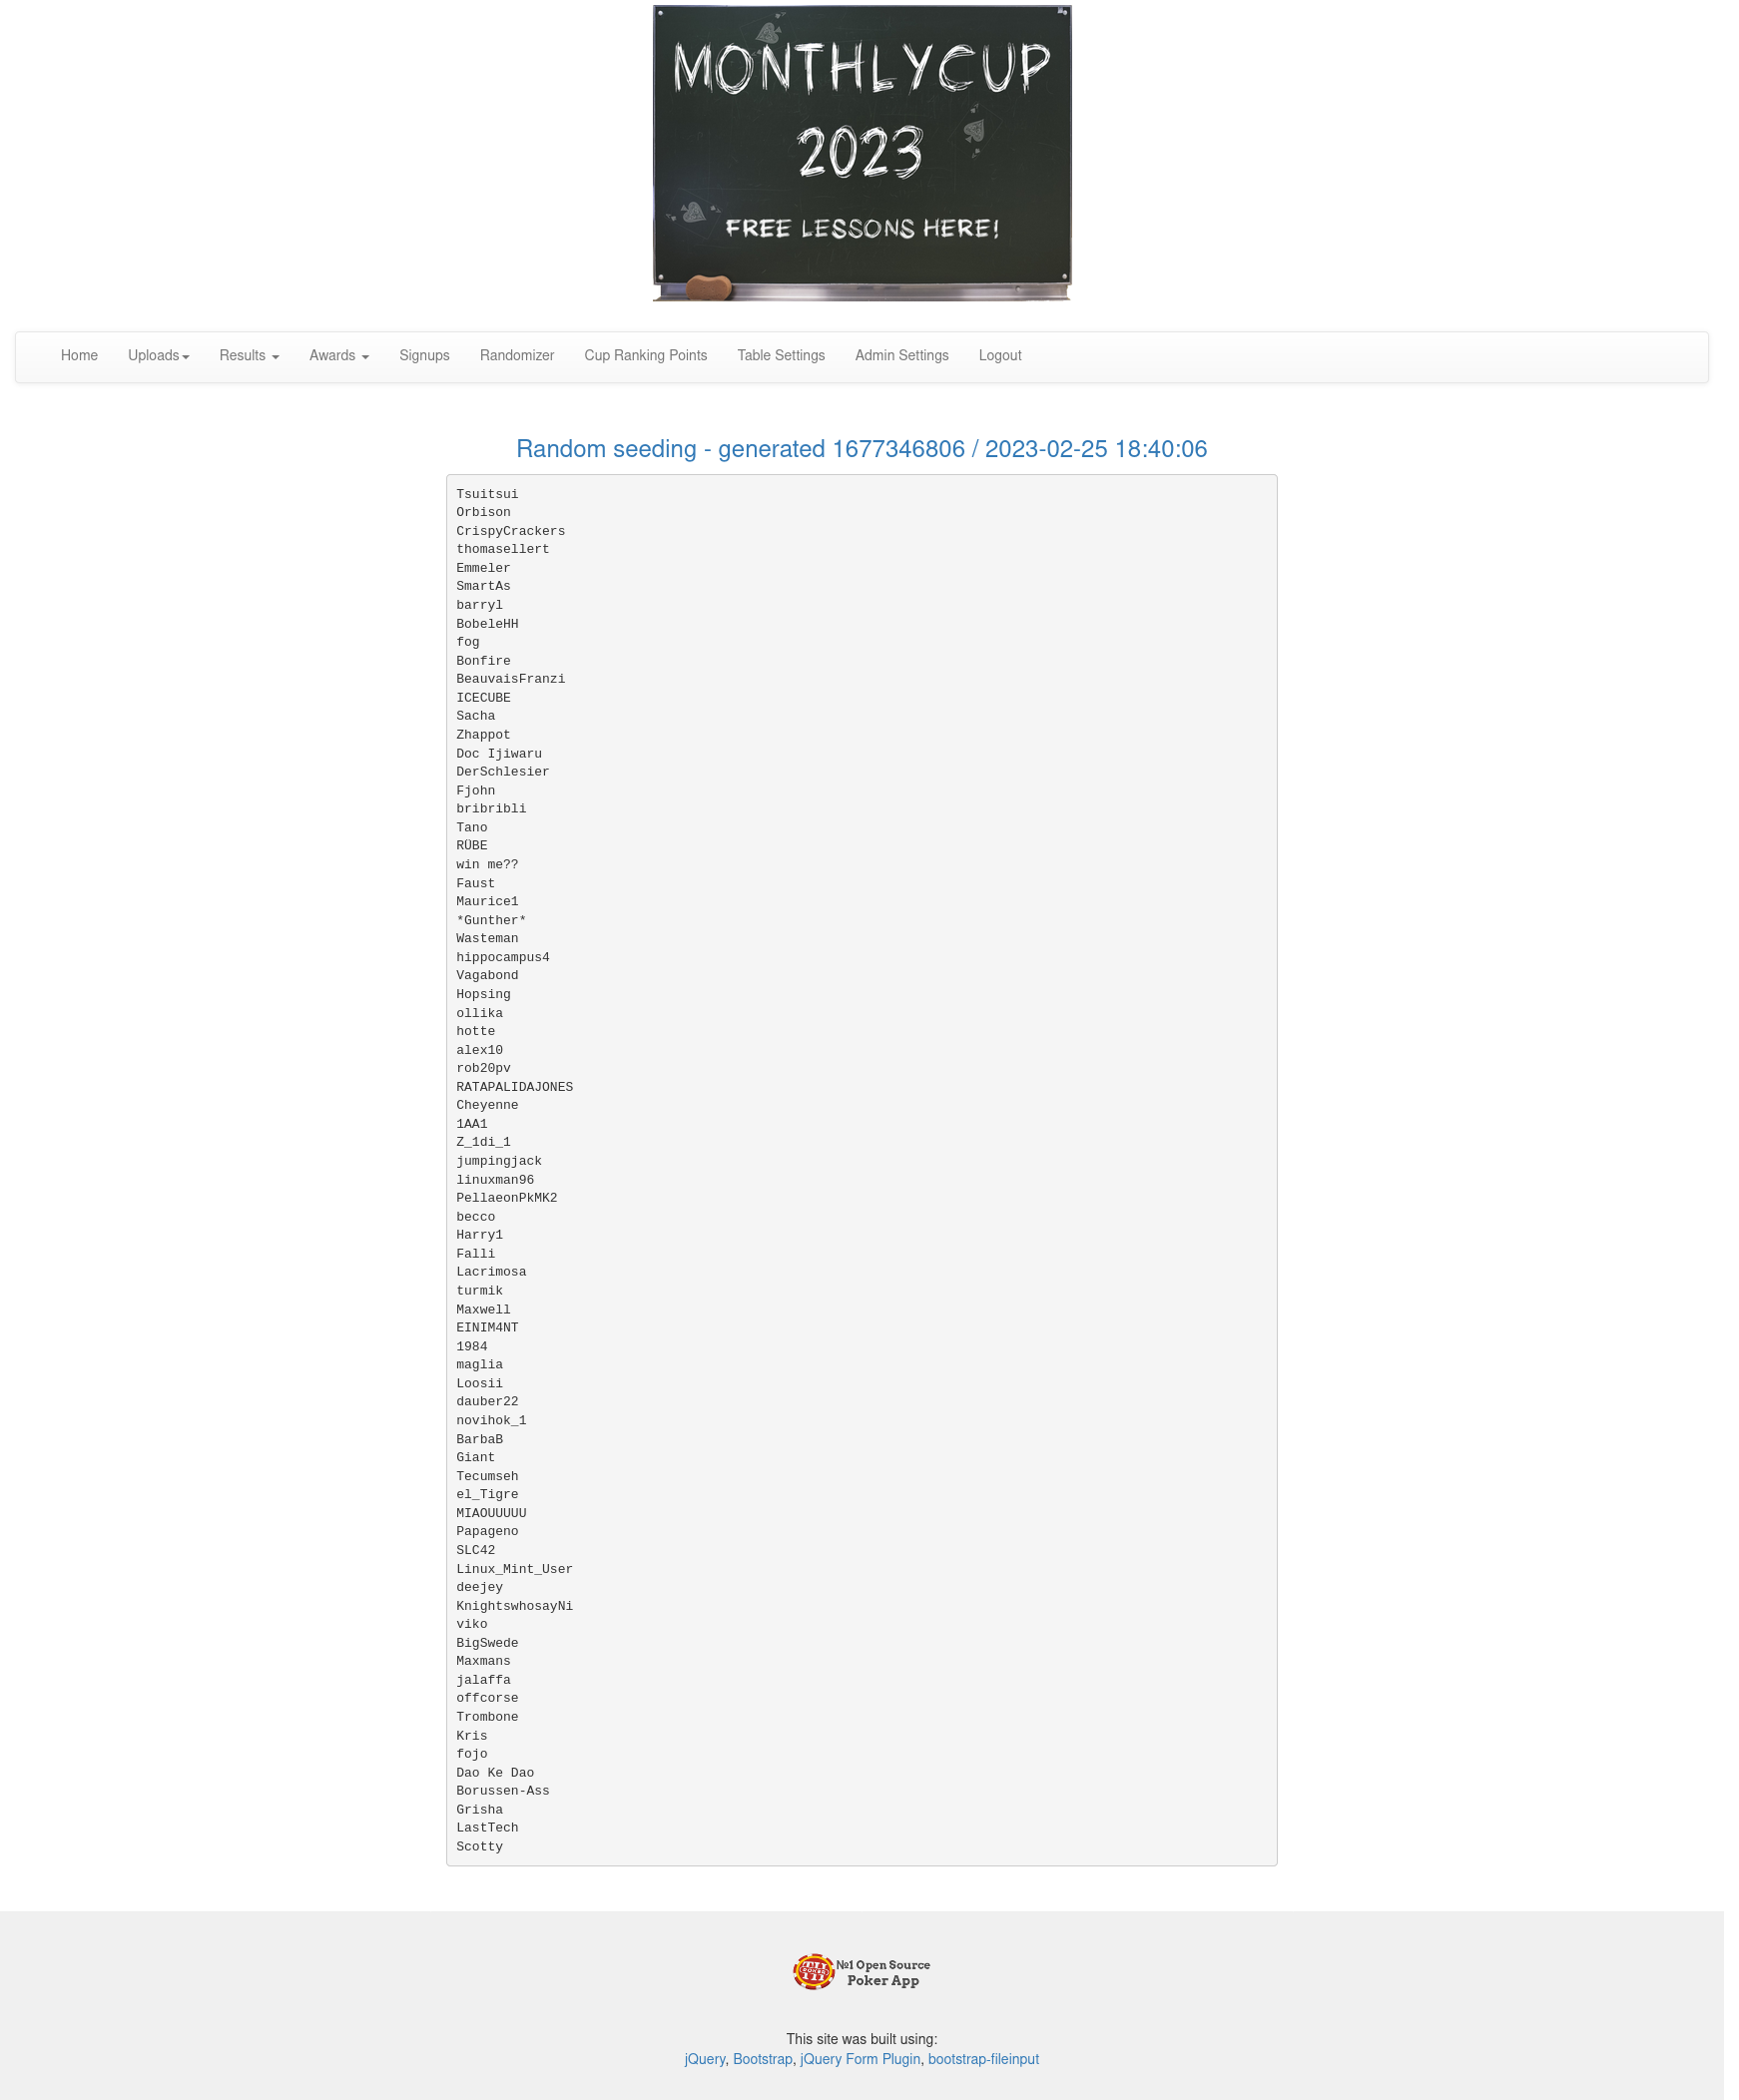 MONTHLYCUP
2023
FREE LESSONS HERE!
Home Uploads Results Awards Signups Randomizer Cup Ranking Points Table Settings Admin Settings Logout
Random seeding - generated 1677346806 / 2023-02-25 18:40:06
Tsuitsui
Orbison
CrispyCrackers
thomasellert
Emmeler
SmartAs
barryl
BobeleHH
fog
Bonfire
BeauvaisFranzi
ICECUBE
Sacha
Zhappot
Doc Ijiwaru
DerSchlesier
Fjohn
bribribli
Tano
RÜBE
win me??
Faust
Maurice1
*Gunther*
Wasteman
hippocampus4
Vagabond
Hopsing
ollika
hotte
alex10
rob20pv
RATAPALIDAJONES
Cheyenne
1AA1
Z_1di_1
jumpingjack
linuxman96
PellaeonPkMK2
becco
Harry1
Falli
Lacrimosa
turmik
Maxwell
EINIM4NT
1984
maglia
Loosii
dauber22
novihok_1
BarbaB
Giant
Tecumseh
el_Tigre
MIAOUUUUU
Papageno
SLC42
Linux_Mint_User
deejey
KnightswhosayNi
viko
BigSwede
Maxmans
jalaffa
offcorse
Trombone
Kris
fojo
Dao Ke Dao
Borussen-Ass
Grisha
LastTech
Scotty
№1 Open Source
Poker App
This site was built using:
jQuery, Bootstrap, jQuery Form Plugin, bootstrap-fileinput